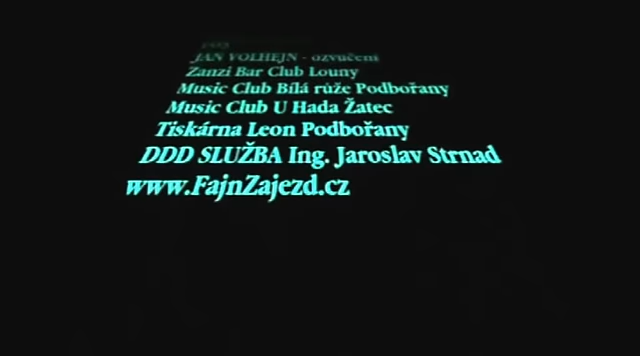 JAN VOLHEJN - ozvučení
Zanzi Bar Club Louny
Music Club Bílá růže Podbořany
Music Club U Hada Žatec
Tiskárna Leon Podbořany
DDD SLUŽBA Ing. Jaroslav Strnad
www.FajnZajezd.cz